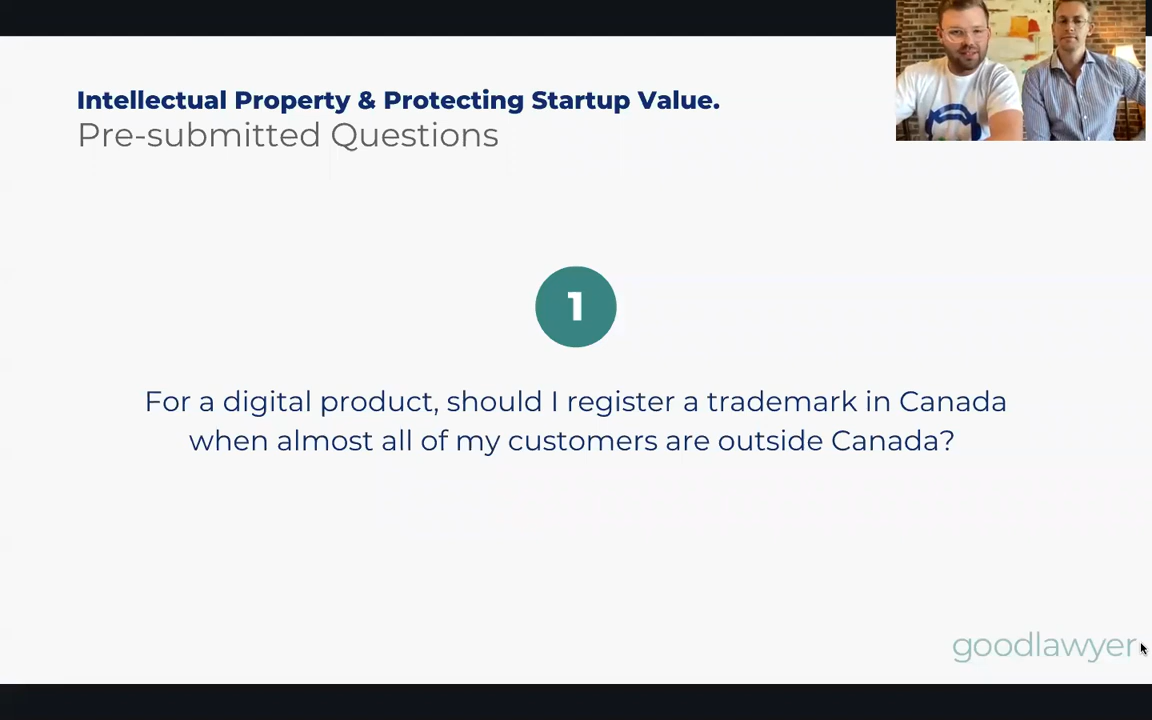 Intellectual Property & Protecting Startup Value.
Pre-submitted Questions
1
For a digital product, should I register a trademark in Canada
when almost all of my customers are outside Canada?
goodlawyer